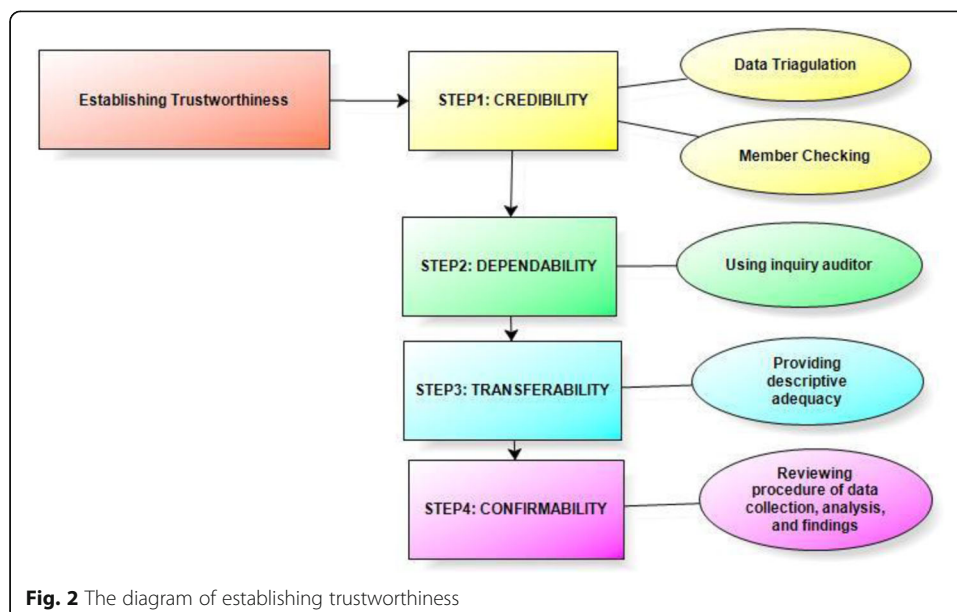 Establishing Trustworthiness
STEP1: CREDIBILITY
Data Triagulation
Member Checking
STEP2: DEPENDABILITY
Using inquiry auditor
STEP3: TRANSFERABILITY
Providing
descriptive
adequacy
STEP4: CONFIRMABILITY
Reviewing
procedure of data
collection, analysis,
and findings
Fig. 2 The diagram of establishing trustworthiness